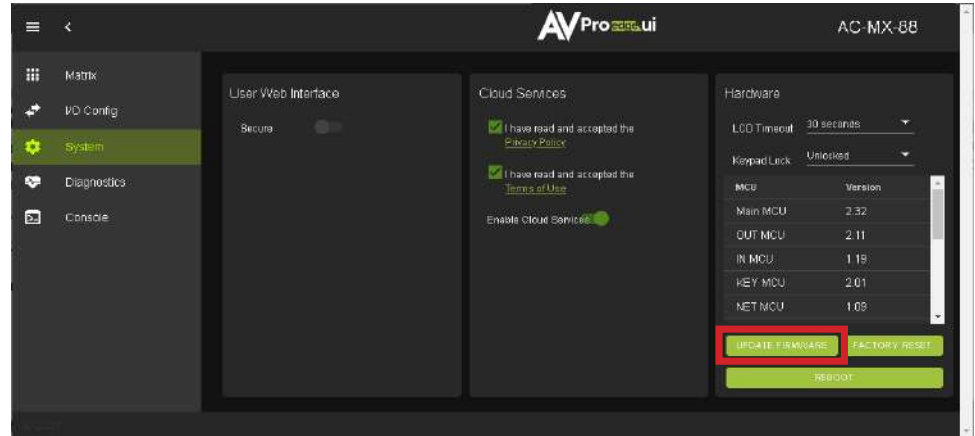 AVPro edge.ui
AC-MX-88
Matrix
I/O Config
System
Diagnostics
Console
User Web Interface
Secure
Cloud Services
I have read and accepted the
Privacy Policy
I have read and accepted the
Terms of Use
Enable Cloud Services
Hardware
LCD Timeout 30 seconds
Keypad Lock Unlocked
MCU Version
Main MCU 2.32
OUT MCU 2.11
IN MCU 1.19
KEY MCU 2.01
NET MCU 1.09
UPDATE FIRMWARE FACTORY RESET
REBOOT